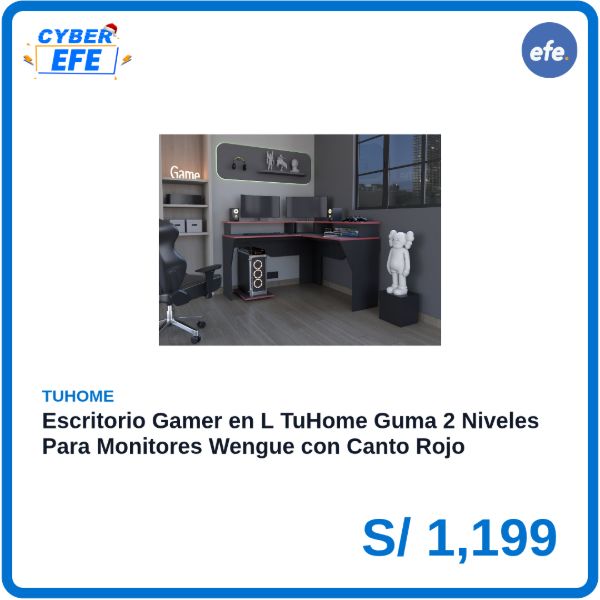 CYBER
EFE
efe.
Game
TUHOME
Escritorio Gamer en L TuHome Guma 2 Niveles
Para Monitores Wengue con Canto Rojo
S/ 1,199